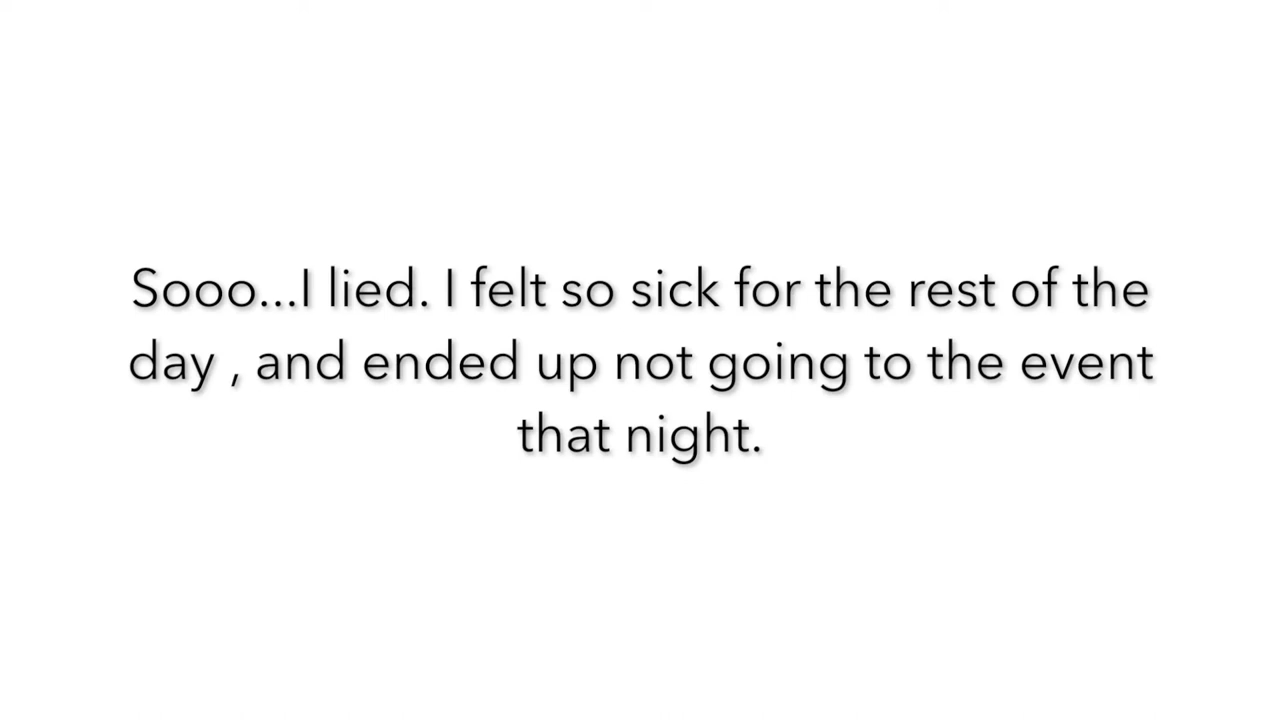 Sooo...I lied. I felt so sick for the rest of the
day , and ended up not going to the event
that night.